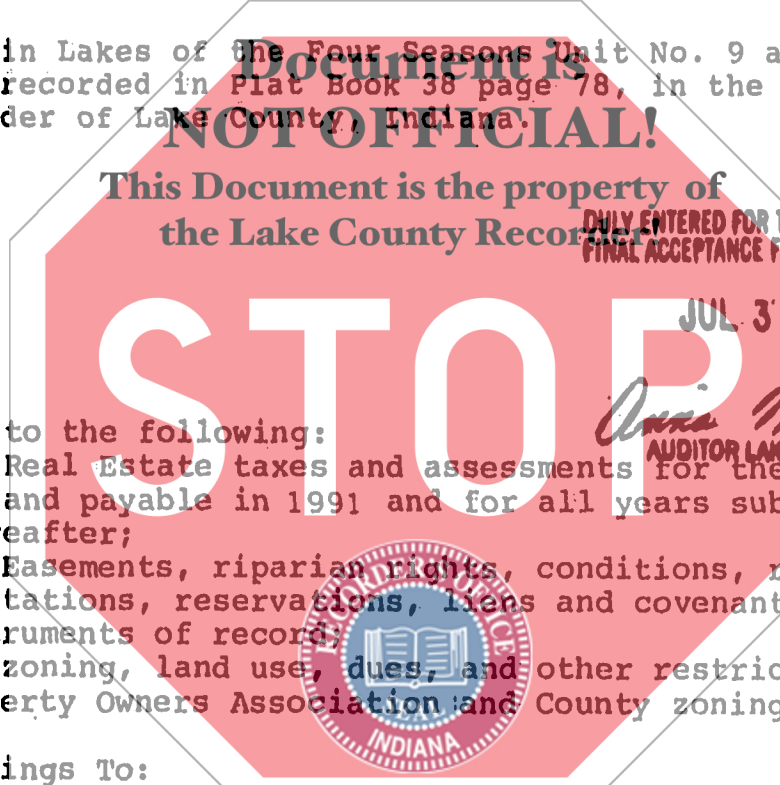 in Lakes of the Four Seasons Unit No. 9 a
recorded in Plat Book 38 page 78, in the
der of Lake County, Indiana.
Document is
NOT OFFICIAL!
This Document is the property of
the Lake County Recorder!
DULY ENTERED FOR
FINAL ACCEPTANCE F
JUL 3
STOP
Anna
AUDITOR LAK
to the following:
Real Estate taxes and assessments for the
and payable in 1991 and for all years sub
eafter;
Easements, riparian rights, conditions, r
tations, reservations, liens and covenant
ruments of record;
zoning, land use, dues, and other restric
erty Owners Association and County zoning
RECORDER'S OFFICE
SEAL
INDIANA
ings To: